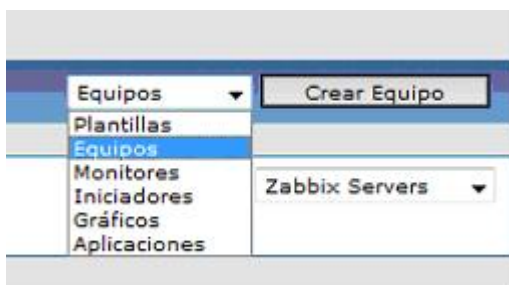 Equipos
Crear Equipo
Plantillas
Equipos
Monitores
Iniciadores
Gráficos
Aplicaciones
Zabbix Servers